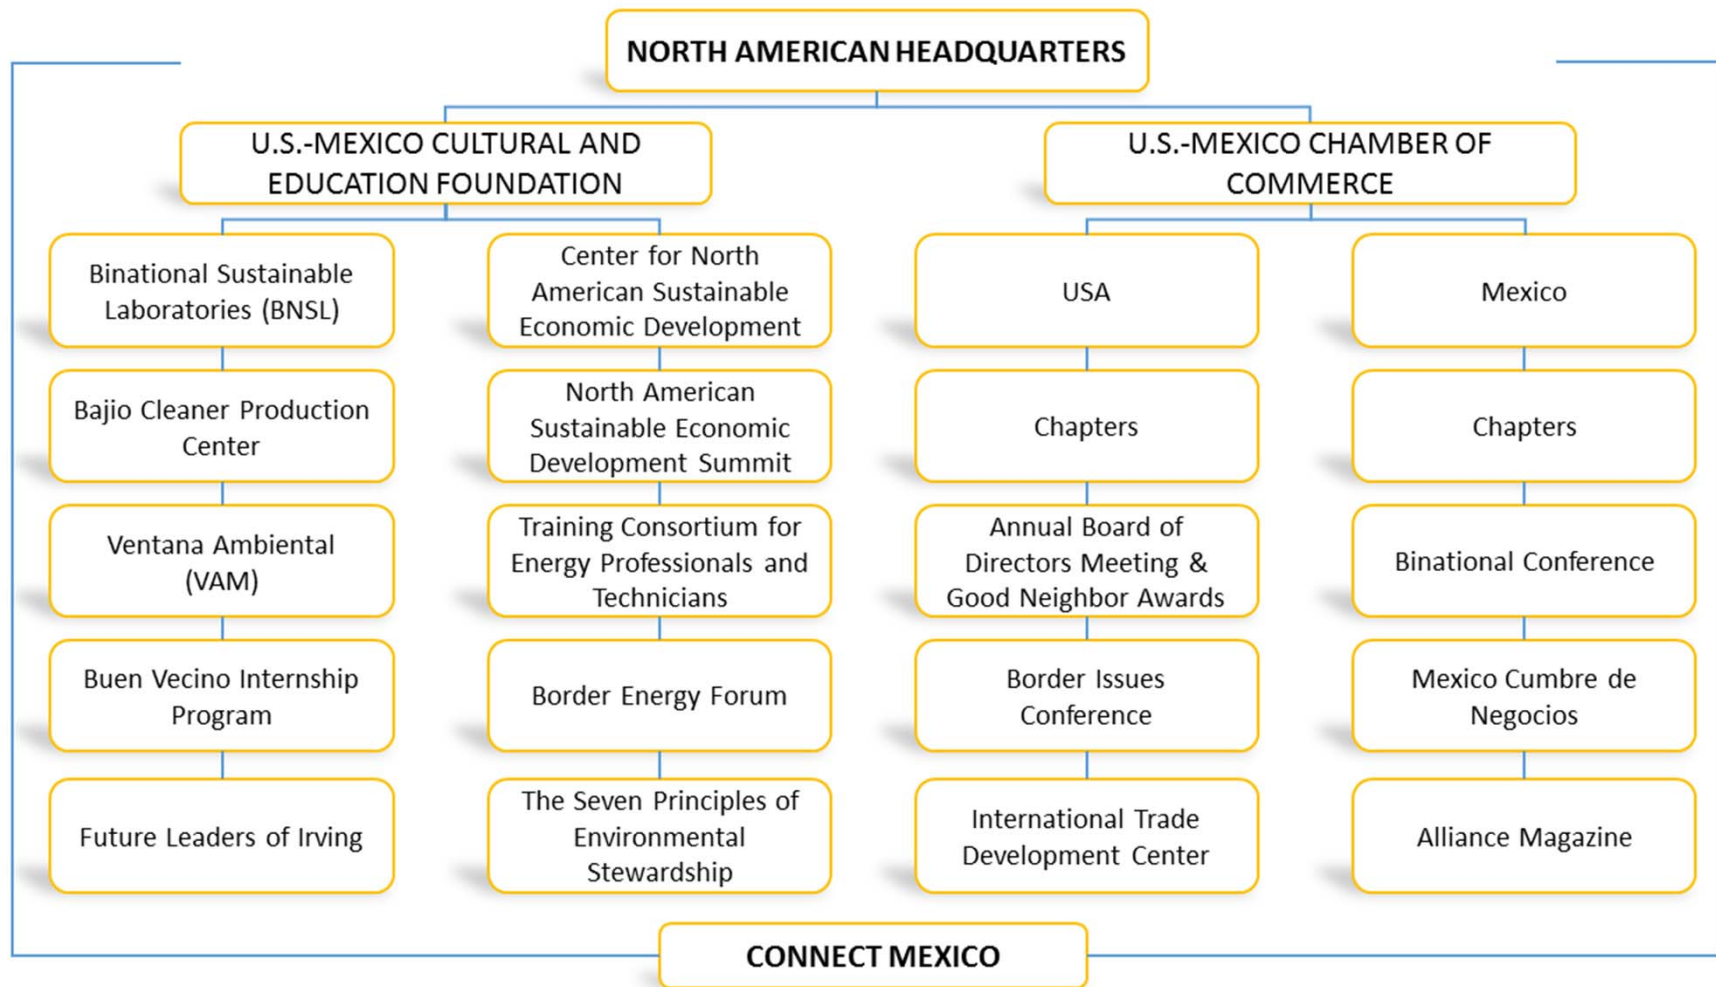 NORTH AMERICAN HEADQUARTERS
U.S.-MEXICO CULTURAL AND
EDUCATION FOUNDATION
U.S.-MEXICO CHAMBER OF
COMMERCE
Binational Sustainable
Laboratories (BNSL)
Center for North
American Sustainable
Economic Development
USA
Mexico
Bajio Cleaner Production
Center
North American
Sustainable Economic
Development Summit
Chapters
Chapters
Ventana Ambiental
(VAM)
Training Consortium for
Energy Professionals and
Technicians
Annual Board of
Directors Meeting &
Good Neighbor Awards
Binational Conference
Buen Vecino Internship
Program
Border Energy Forum
Border Issues
Conference
Mexico Cumbre de
Negocios
Future Leaders of Irving
The Seven Principles of
Environmental
Stewardship
International Trade
Development Center
Alliance Magazine
CONNECT MEXICO